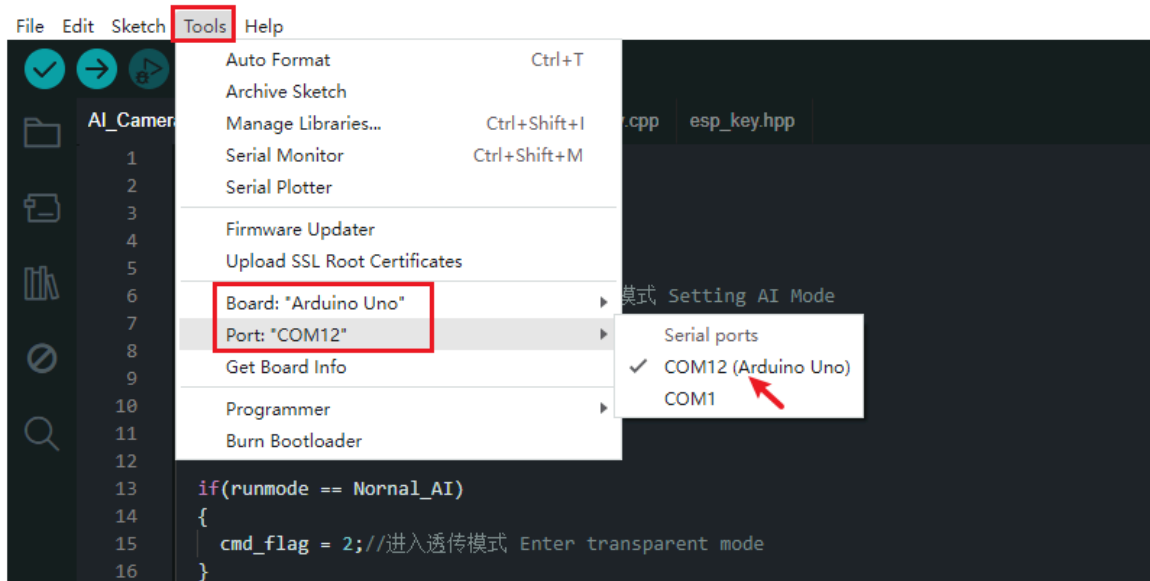 File Edit Sketch Tools Help
Auto Format Ctrl+T
Archive Sketch
Manage Libraries... Ctrl+Shift+I
Serial Monitor Ctrl+Shift+M
Serial Plotter
Firmware Updater
Upload SSL Root Certificates
Board: "Arduino Uno"
Port: "COM12"
Get Board Info
Programmer
Burn Bootloader
Serial ports
COM12 (Arduino Uno)
COM1
AI_Camer
.cpp esp_key.hpp
1
2
3
4
5
6 模式 Setting AI Mode
7
8
9
10
11
12
13 if(runmode == Nornal_AI)
14 {
15 cmd_flag = 2;//进入透传模式 Enter transparent mode
16 }